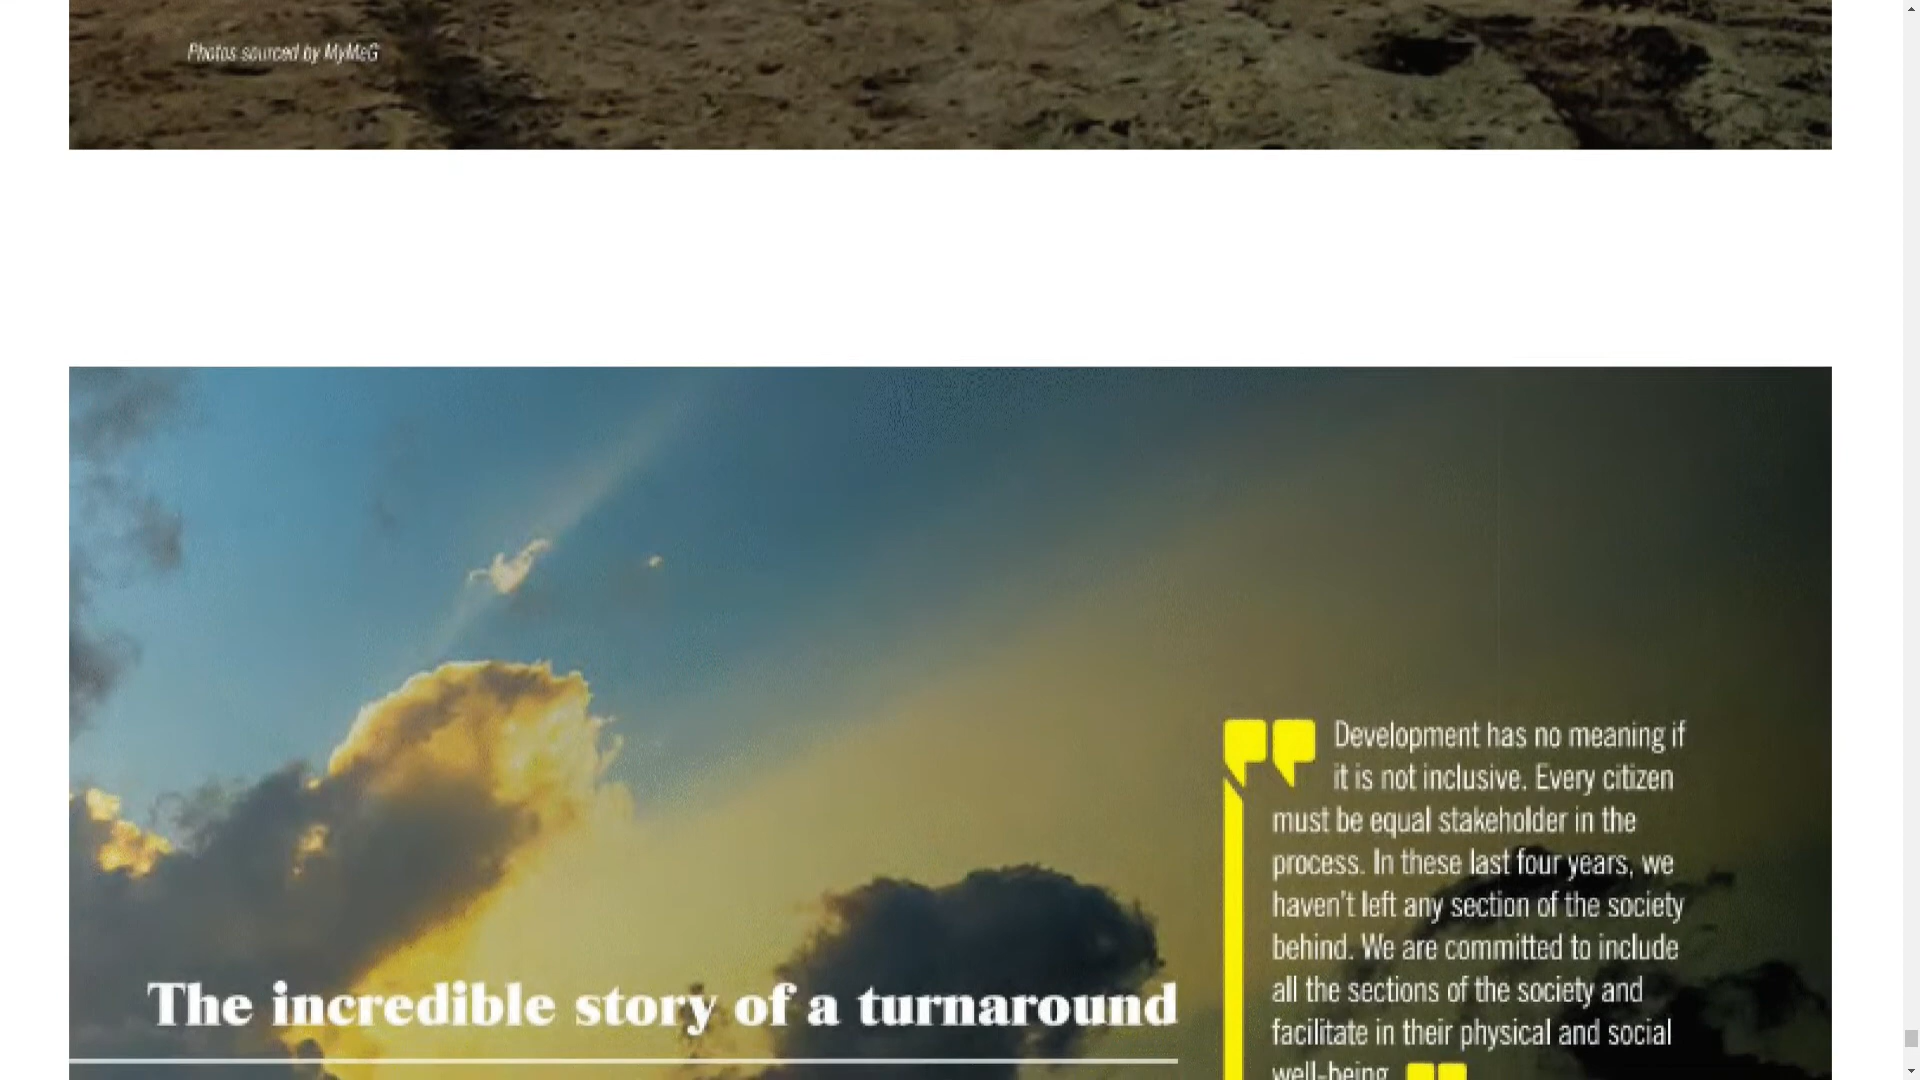 Photos sourced by MyMeG
Development has no meaning if
it is not inclusive. Every citizen
must be equal stakeholder in the
process. In these last four years, we
haven't left any section of the society
behind. We are committed to include
all the sections of the society and
facilitate in their physical and social
well-being.
The incredible story of a turnaround